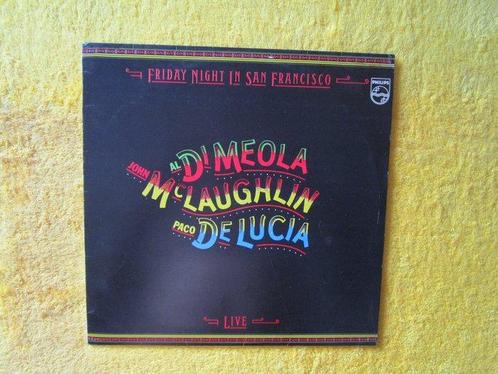 FRIDAY NIGHT IN SAN FRANCISCO
PHILIPS
AL DI MEOLA
JOHN McLAUGHLIN
PACO DE LUCIA
LIVE